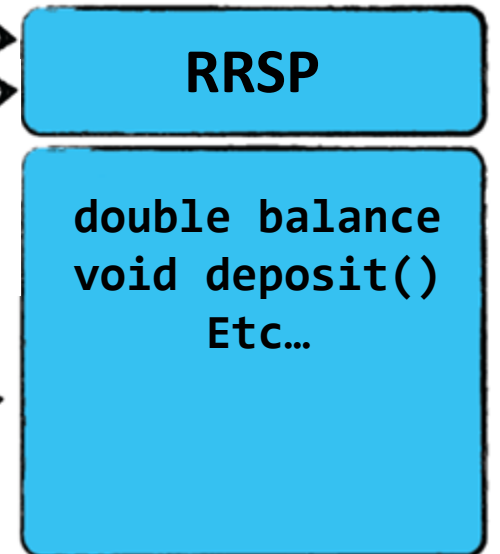 RRSP
double balance
void deposit()
Etc…